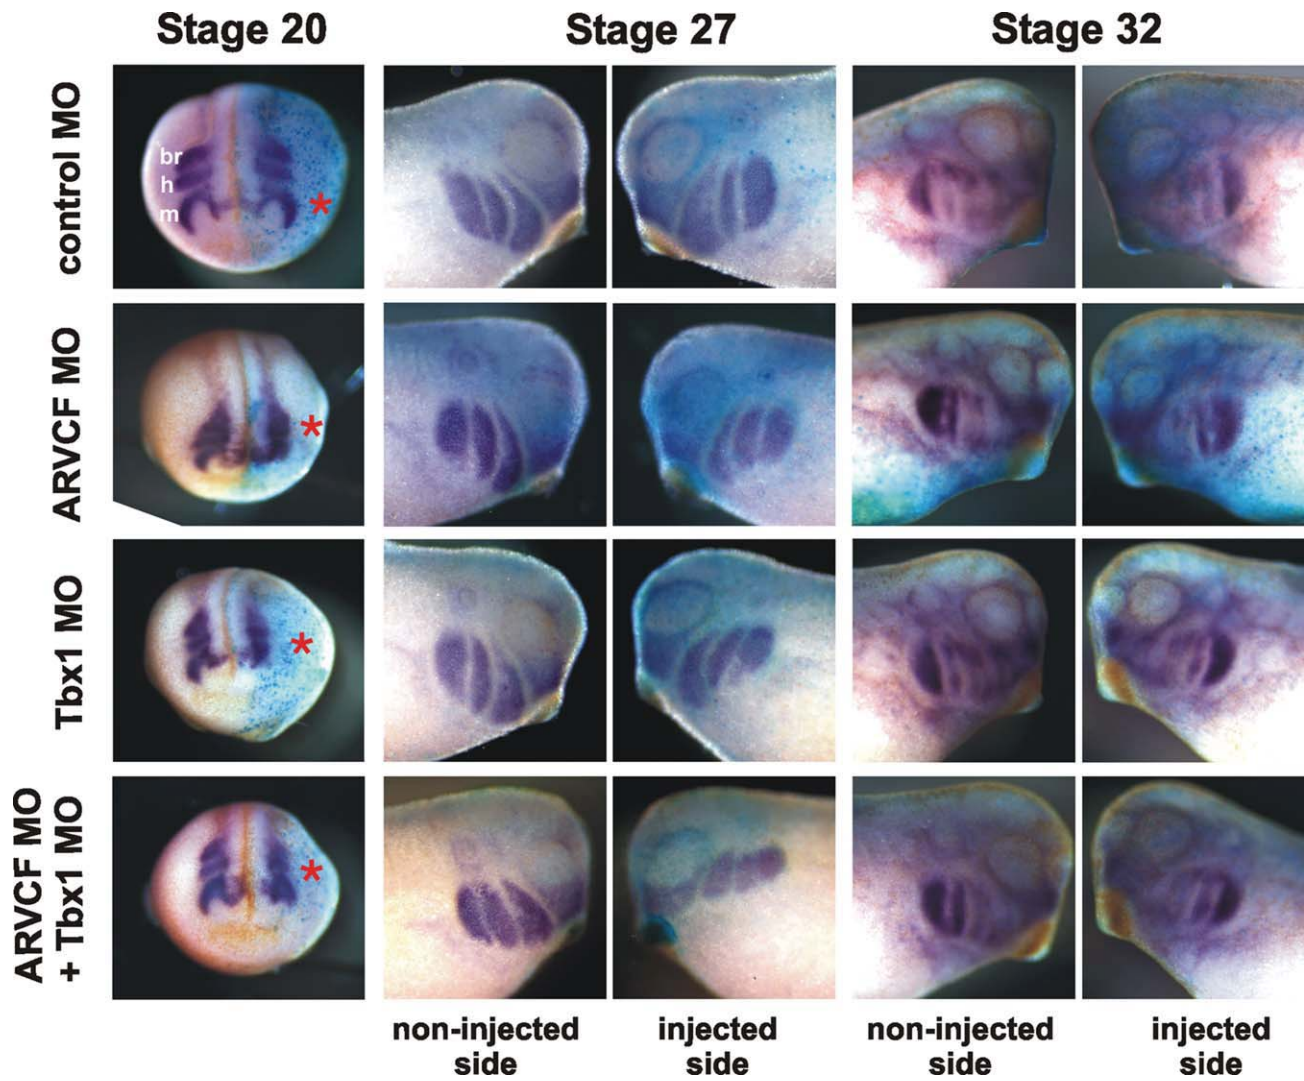 Stage 20
Stage 27
Stage 32
control MO
br
h
m
*
ARVCF MO
*
Tbx1 MO
*
ARVCF MO
+ Tbx1 MO
*
non-injected
side
injected
side
non-injected
side
injected
side